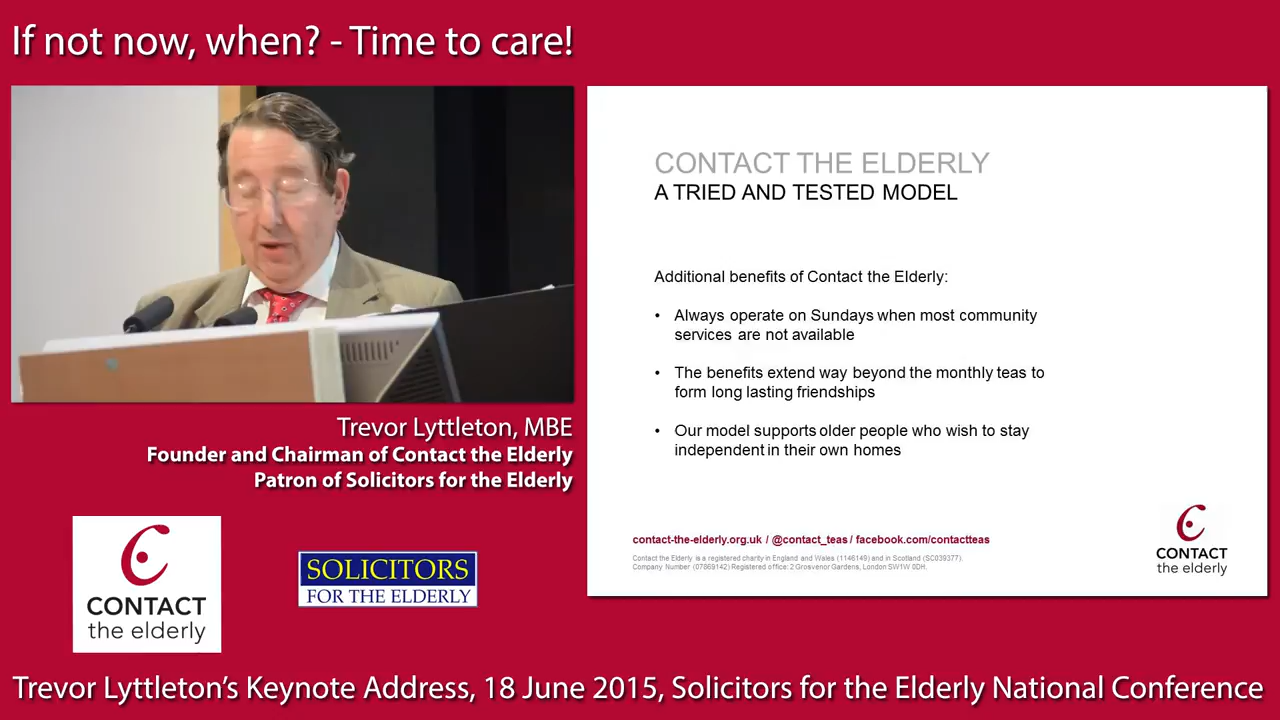 If not now, when? - Time to care!
CONTACT THE ELDERLY
A TRIED AND TESTED MODEL
Additional benefits of Contact the Elderly:
• Always operate on Sundays when most community
services are not available
• The benefits extend way beyond the monthly teas to
form long lasting friendships
• Our model supports older people who wish to stay
independent in their own homes
contact-the-elderly.org.uk / @contact_teas / facebook.com/contactteas
Contact the Elderly is a registered charity in England and Wales (1146149) and in Scotland (SC039377).
Company Number (07869142) Registered office: 2 Grosvenor Gardens, London SW1W 0DH.
CONTACT
the elderly
Trevor Lyttleton, MBE
Founder and Chairman of Contact the Elderly
Patron of Solicitors for the Elderly
CONTACT
the elderly
SOLICITORS
FOR THE ELDERLY
Trevor Lyttleton's Keynote Address, 18 June 2015, Solicitors for the Elderly National Conference